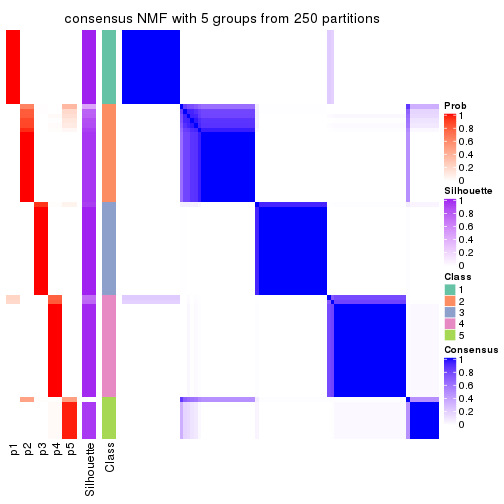 consensus NMF with 5 groups from 250 partitions
Prob
1
0.8
0.6
0.4
0.2
0
Silhouette
1
0.8
0.6
0.4
0.2
0
Class
1
2
3
4
5
Consensus
1
0.8
0.6
0.4
0.2
0
p1
p2
p3
p4
p5
Silhouette
Class